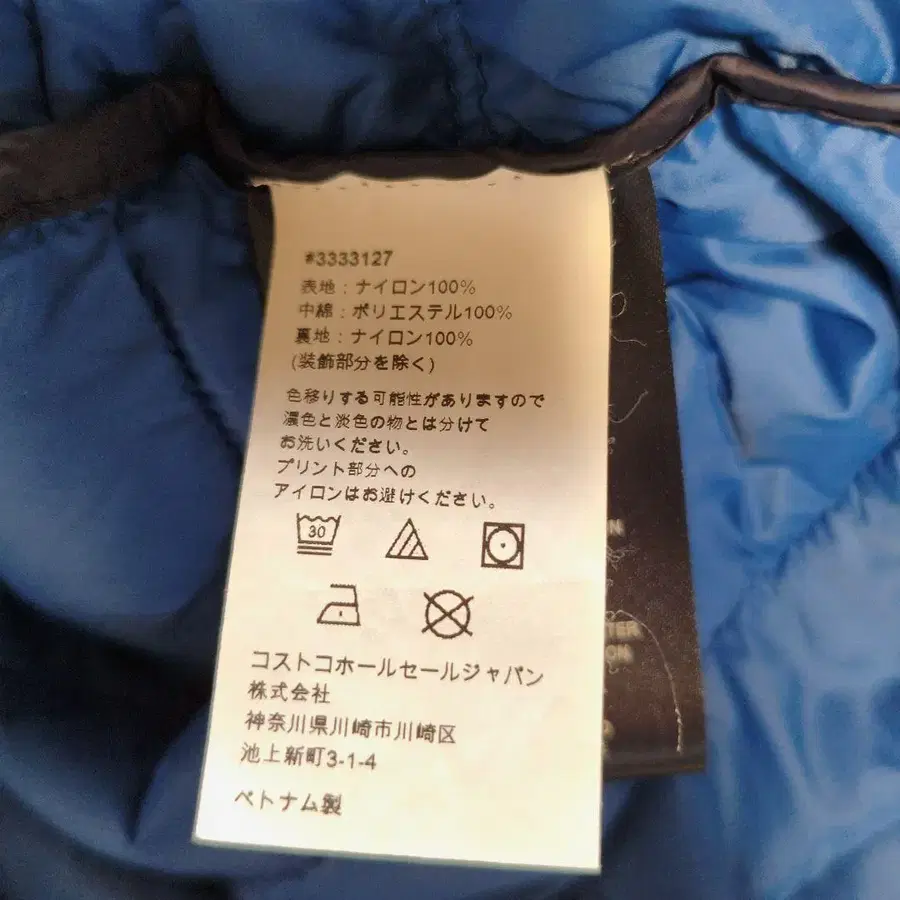 #3333127
表地：ナイロン100%
中綿：ポリエステル100%
裏地：ナイロン100%
(装飾部分を除く)
色移りする可能性がありますので
濃色と淡色の物とは分けて
お洗いください。
プリント部分への
アイロンはお避けください。
30
コストコホールセールジャパン
株式会社
神奈川県川崎市川崎区
池上新町3-1-4
ベトナム製